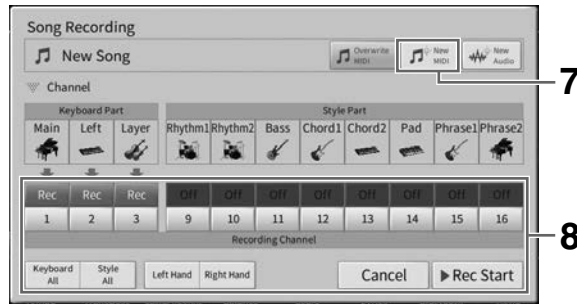 Song Recording
New Song
Overwrite MIDI
New MIDI
New Audio
7
Channel
Keyboard Part
Style Part
Main Left Layer Rhythm1 Rhythm2 Bass Chord1 Chord2 Pad Phrase1 Phrase2
Rec Rec Rec Off Off Off Off Off Off Off Off
1 2 3 9 10 11 12 13 14 15 16
8
Recording Channel
Keyboard All
Style All
Left Hand Right Hand Cancel ▶Rec Start